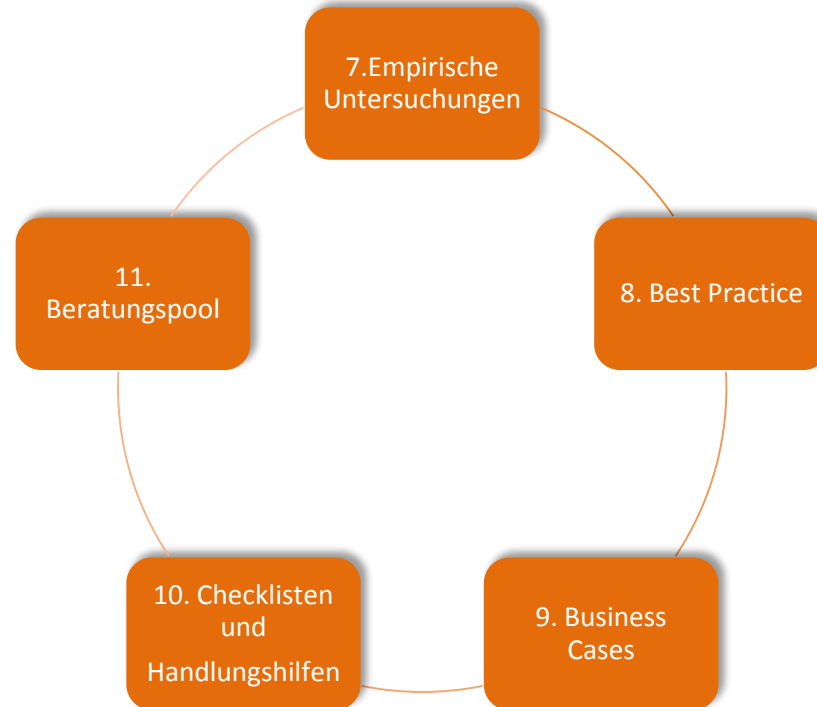 7.Empirische
Untersuchungen
8. Best Practice
9. Business
Cases
10. Checklisten
und
Handlungshilfen
11.
Beratungspool